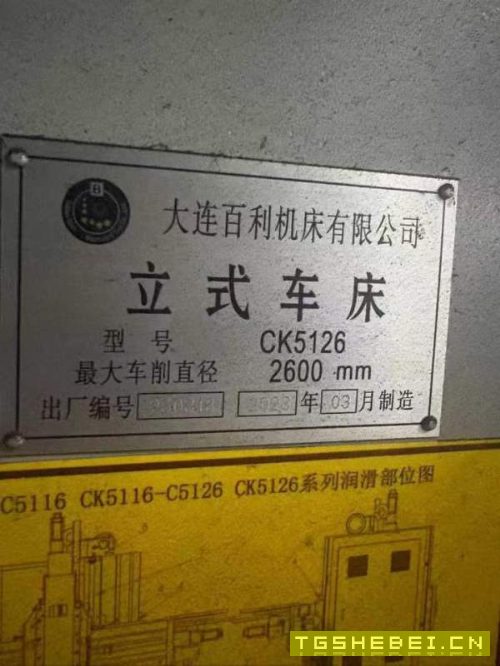 B
大连百利机床有限公司
立式车床
型号 CK5126
最大车削直径 2600 mm
出厂编号 年 03 月制造
C5116 CK5116-C5126 CK5126系列润滑部位图
TGSHEBEI.CN